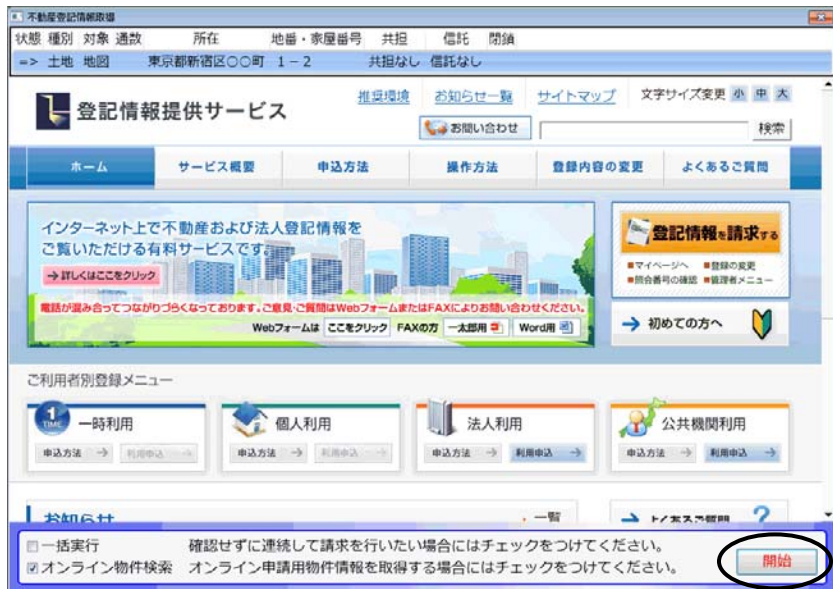 不動産登記情報取得
状態 種別 対象 通数 所在 地番・家屋番号 共担 信託 閉鎖
=> 土地 地図 東京都新宿区〇〇町 1－2 共担なし 信託なし
登記情報提供サービス
推奨環境 お知らせ一覧 サイトマップ 文字サイズ変更 小 中 大
お問い合わせ 検索
ホーム サービス概要 申込方法 操作方法 登録内容の変更 よくあるご質問
インターネット上で不動産および法人登記情報を
ご覧いただける有料サービスです。
→詳しくはここをクリック
電話が混み合ってつながりづらくなっております。ご意見・ご質問はWebフォームまたはFAXによりお問い合わせください。
Webフォームは ここをクリック FAXの方 一太郎用 Word用
登記情報を請求する
■マイページへ ■登録の変更
■照会番号の確認 ■管理者メニュー
→ 初めての方へ
ご利用者別登録メニュー
1 TIME 一時利用
申込方法 → 利用申込 →
個人利用
申込方法 → 利用申込 →
法人利用
申込方法 → 利用申込 →
公共機関利用
申込方法 → 利用申込 →
お知らせ 一覧
→ よくあるご質問 ?
一括実行 確認せずに連続して請求を行いたい場合にはチェックをつけてください。
オンライン物件検索 オンライン申請用物件情報を取得する場合にはチェックをつけてください。
開始